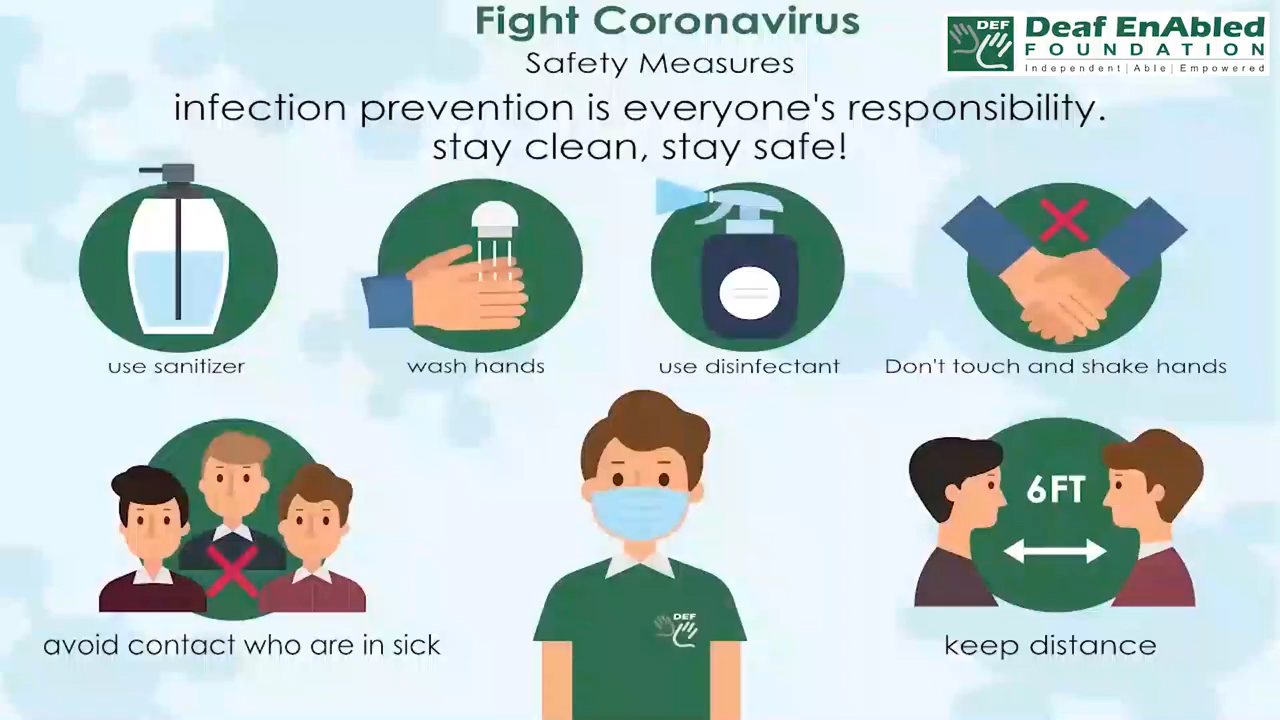 Fight Coronavirus
Safety Measures
DEF
Deaf EnAbled
FOUNDATION
Independent | Able | Empowered
infection prevention is everyone's responsibility.
stay clean, stay safe!
use sanitizer
wash hands
use disinfectant
Don't touch and shake hands
6FT
DEF
avoid contact who are in sick
keep distance